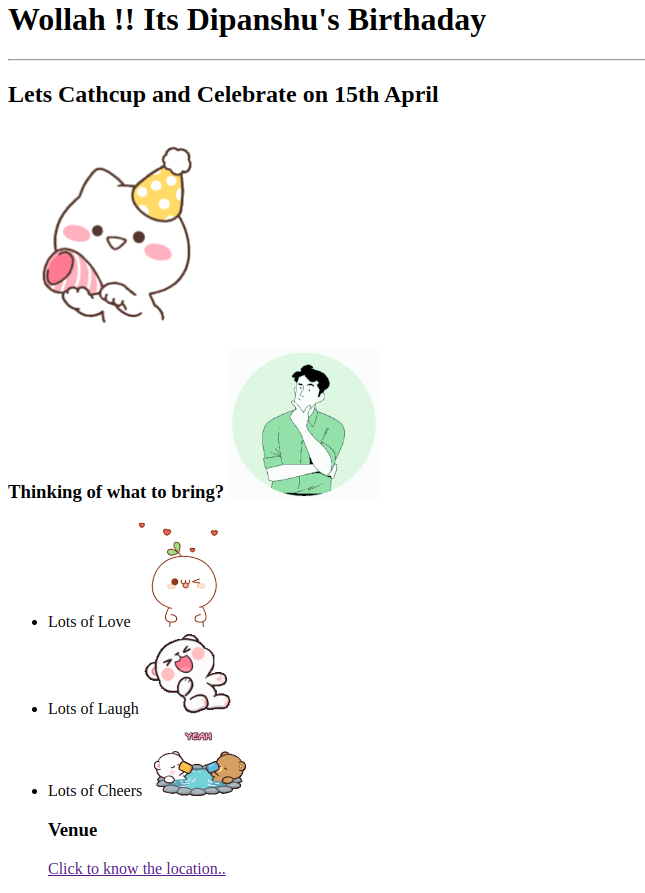 Wollah !! Its Dipanshu's Birthaday
Lets Cathcup and Celebrate on 15th April
Thinking of what to bring?
Lots of Love
Lots of Laugh
YEAH
Lots of Cheers
Venue
Click to know the location..